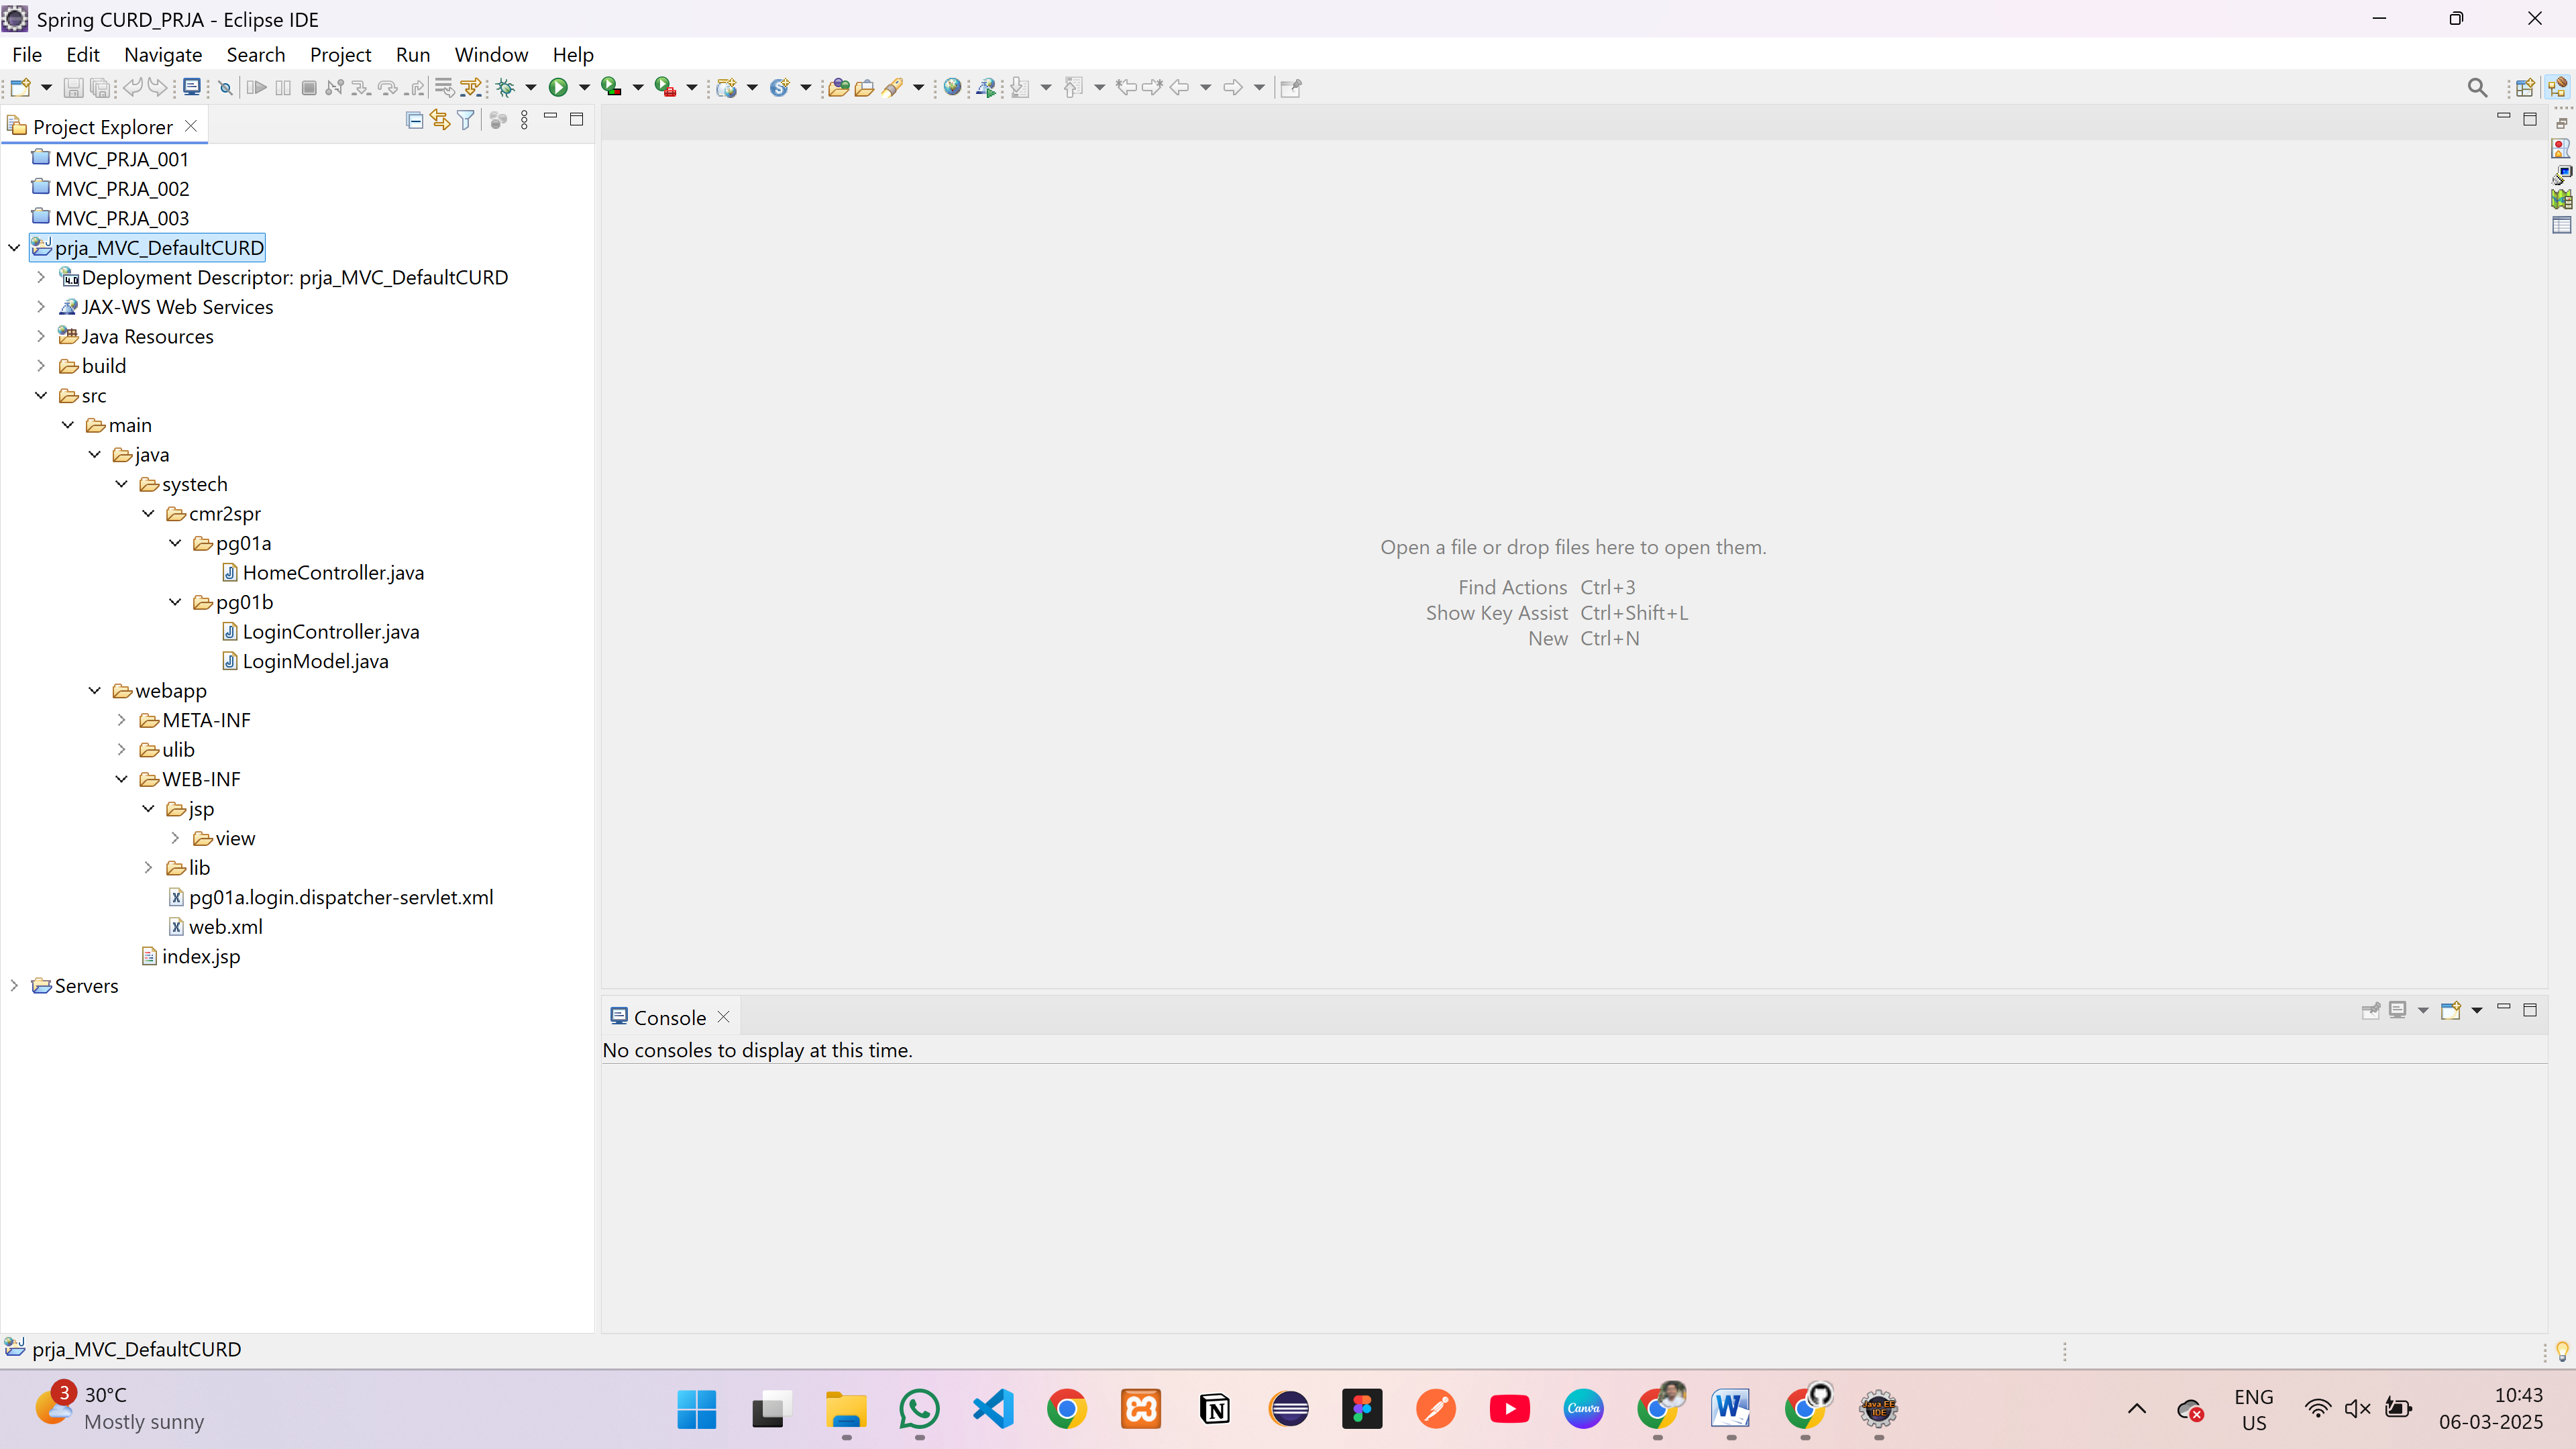 Spring CURD_PRJA - Eclipse IDE
File Edit Navigate Search Project Run Window Help
Project Explorer
MVC_PRJA_001
MVC_PRJA_002
MVC_PRJA_003
prja_MVC_DefaultCURD
Deployment Descriptor: prja_MVC_DefaultCURD
JAX-WS Web Services
Java Resources
build
src
main
java
systech
cmr2spr
pg01a
HomeController.java
pg01b
LoginController.java
LoginModel.java
webapp
META-INF
ulib
WEB-INF
jsp
view
lib
pg01a.login.dispatcher-servlet.xml
web.xml
index.jsp
Servers
Open a file or drop files here to open them.
Find Actions Ctrl+3
Show Key Assist Ctrl+Shift+L
New Ctrl+N
Console
No consoles to display at this time.
prja_MVC_DefaultCURD
3
30°C
Mostly sunny
Canva
Java EE
IDE
ENG
US
10:43
06-03-2025